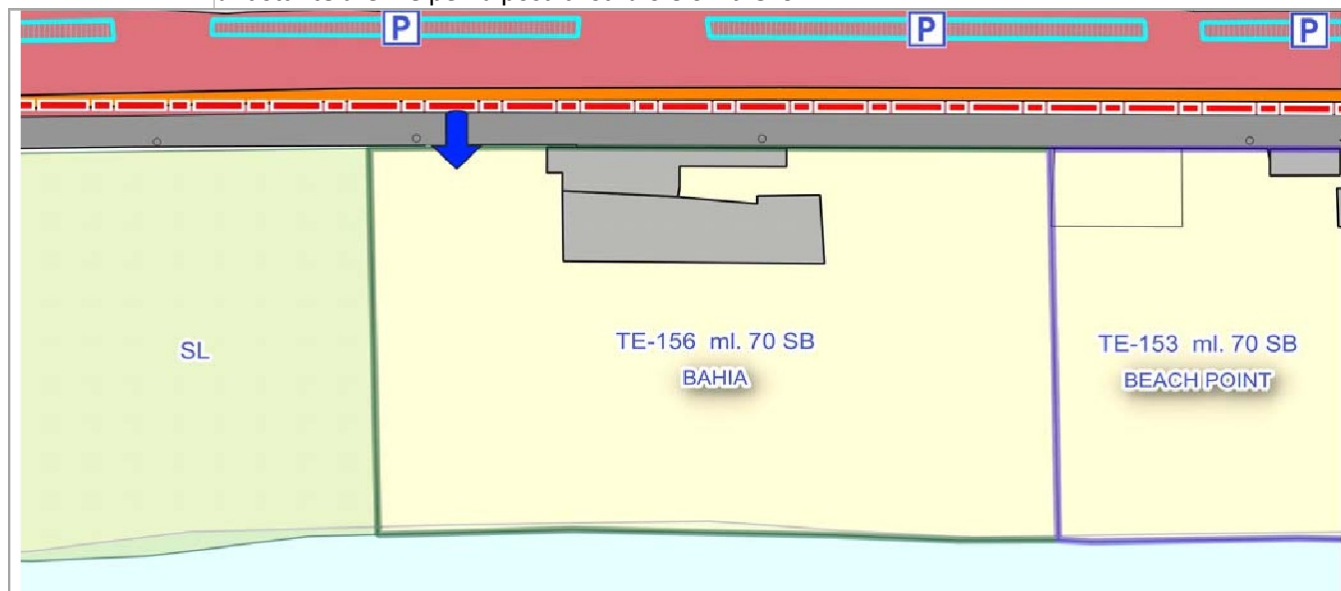 P P P
SL
TE-156 ml. 70 SB
BAHIA
TE-153 ml. 70 SB
BEACH POINT